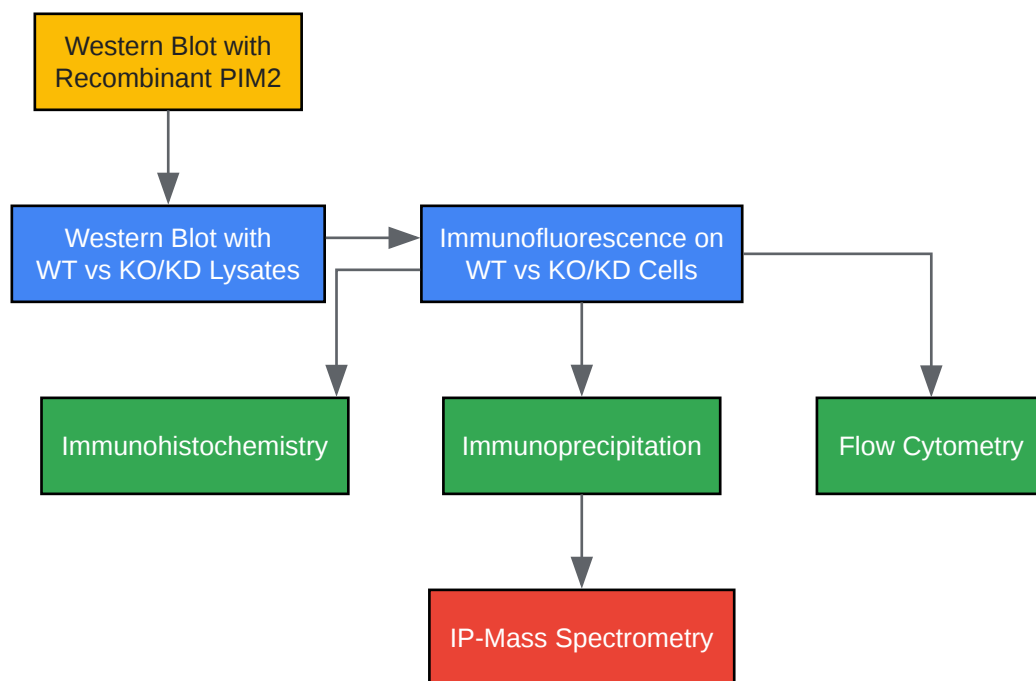 Western Blot with
Recombinant PIM2
Western Blot with
WT vs KO/KD Lysates
Immunofluorescence on
WT vs KO/KD Cells
Immunohistochemistry
Immunoprecipitation
Flow Cytometry
IP-Mass Spectrometry